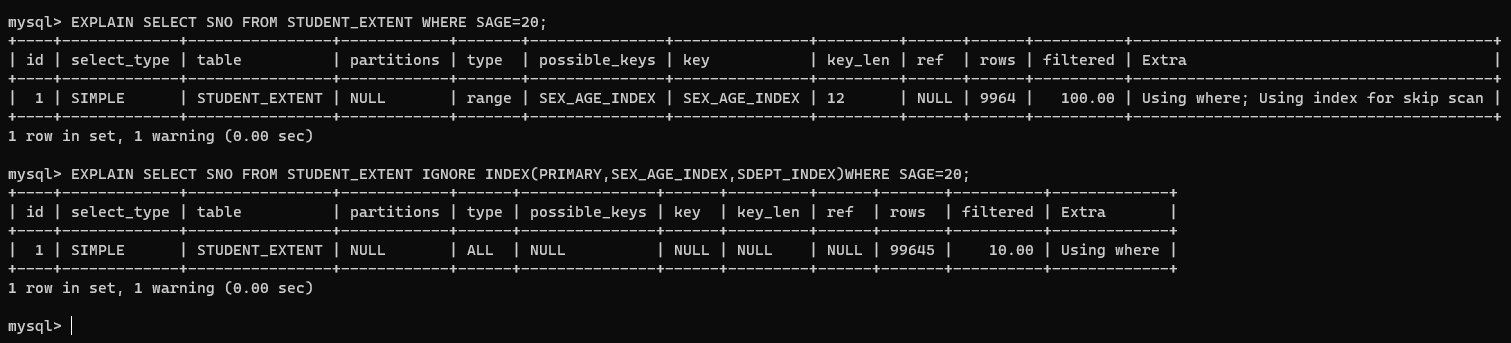 mysql> EXPLAIN SELECT SNO FROM STUDENT_EXTENT WHERE SAGE=20;
+----+-------------+----------------+------------+-------+---------------+---------------+---------+------+------+----------+----------------------------------------+
| id | select_type | table          | partitions | type  | possible_keys | key           | key_len | ref  | rows | filtered | Extra                                  |
+----+-------------+----------------+------------+-------+---------------+---------------+---------+------+------+----------+----------------------------------------+
|  1 | SIMPLE      | STUDENT_EXTENT | NULL       | range | SEX_AGE_INDEX | SEX_AGE_INDEX | 12      | NULL | 9964 |   100.00 | Using where; Using index for skip scan |
+----+-------------+----------------+------------+-------+---------------+---------------+---------+------+------+----------+----------------------------------------+
1 row in set, 1 warning (0.00 sec)
mysql> EXPLAIN SELECT SNO FROM STUDENT_EXTENT IGNORE INDEX(PRIMARY,SEX_AGE_INDEX,SDEPT_INDEX)WHERE SAGE=20;
+----+-------------+----------------+------------+------+---------------+------+---------+------+-------+----------+-------------+
| id | select_type | table          | partitions | type | possible_keys | key  | key_len | ref  | rows  | filtered | Extra       |
+----+-------------+----------------+------------+------+---------------+------+---------+------+-------+----------+-------------+
|  1 | SIMPLE      | STUDENT_EXTENT | NULL       | ALL  | NULL          | NULL | NULL    | NULL | 99645 |    10.00 | Using where |
+----+-------------+----------------+------------+------+---------------+------+---------+------+-------+----------+-------------+
1 row in set, 1 warning (0.00 sec)
mysql>